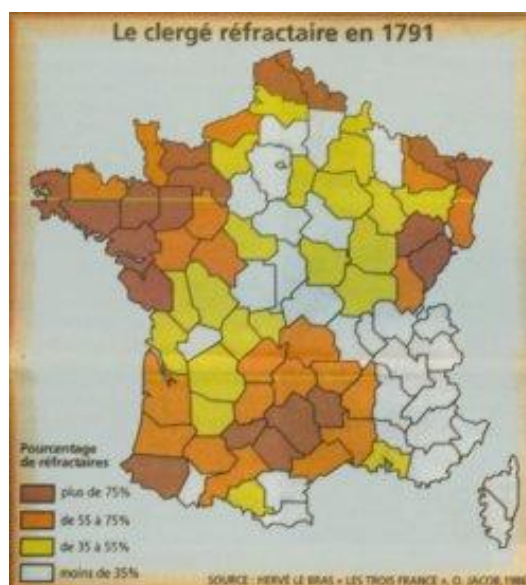 Le clergé réfractaire en 1791
Pourcentage
de réfractaires
plus de 75%
de 55 à 75%
de 35 à 55%
moins de 35%
SOURCE : HERVÉ LE BRAS « LES TROIS FRANCE », O. JACOB,